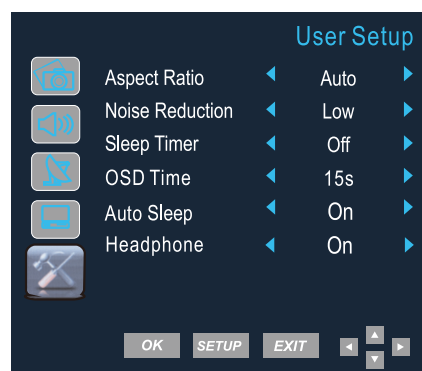 User Setup
Aspect Ratio Auto
Noise Reduction Low
Sleep Timer Off
OSD Time 15s
Auto Sleep On
Headphone On
OK SETUP EXIT